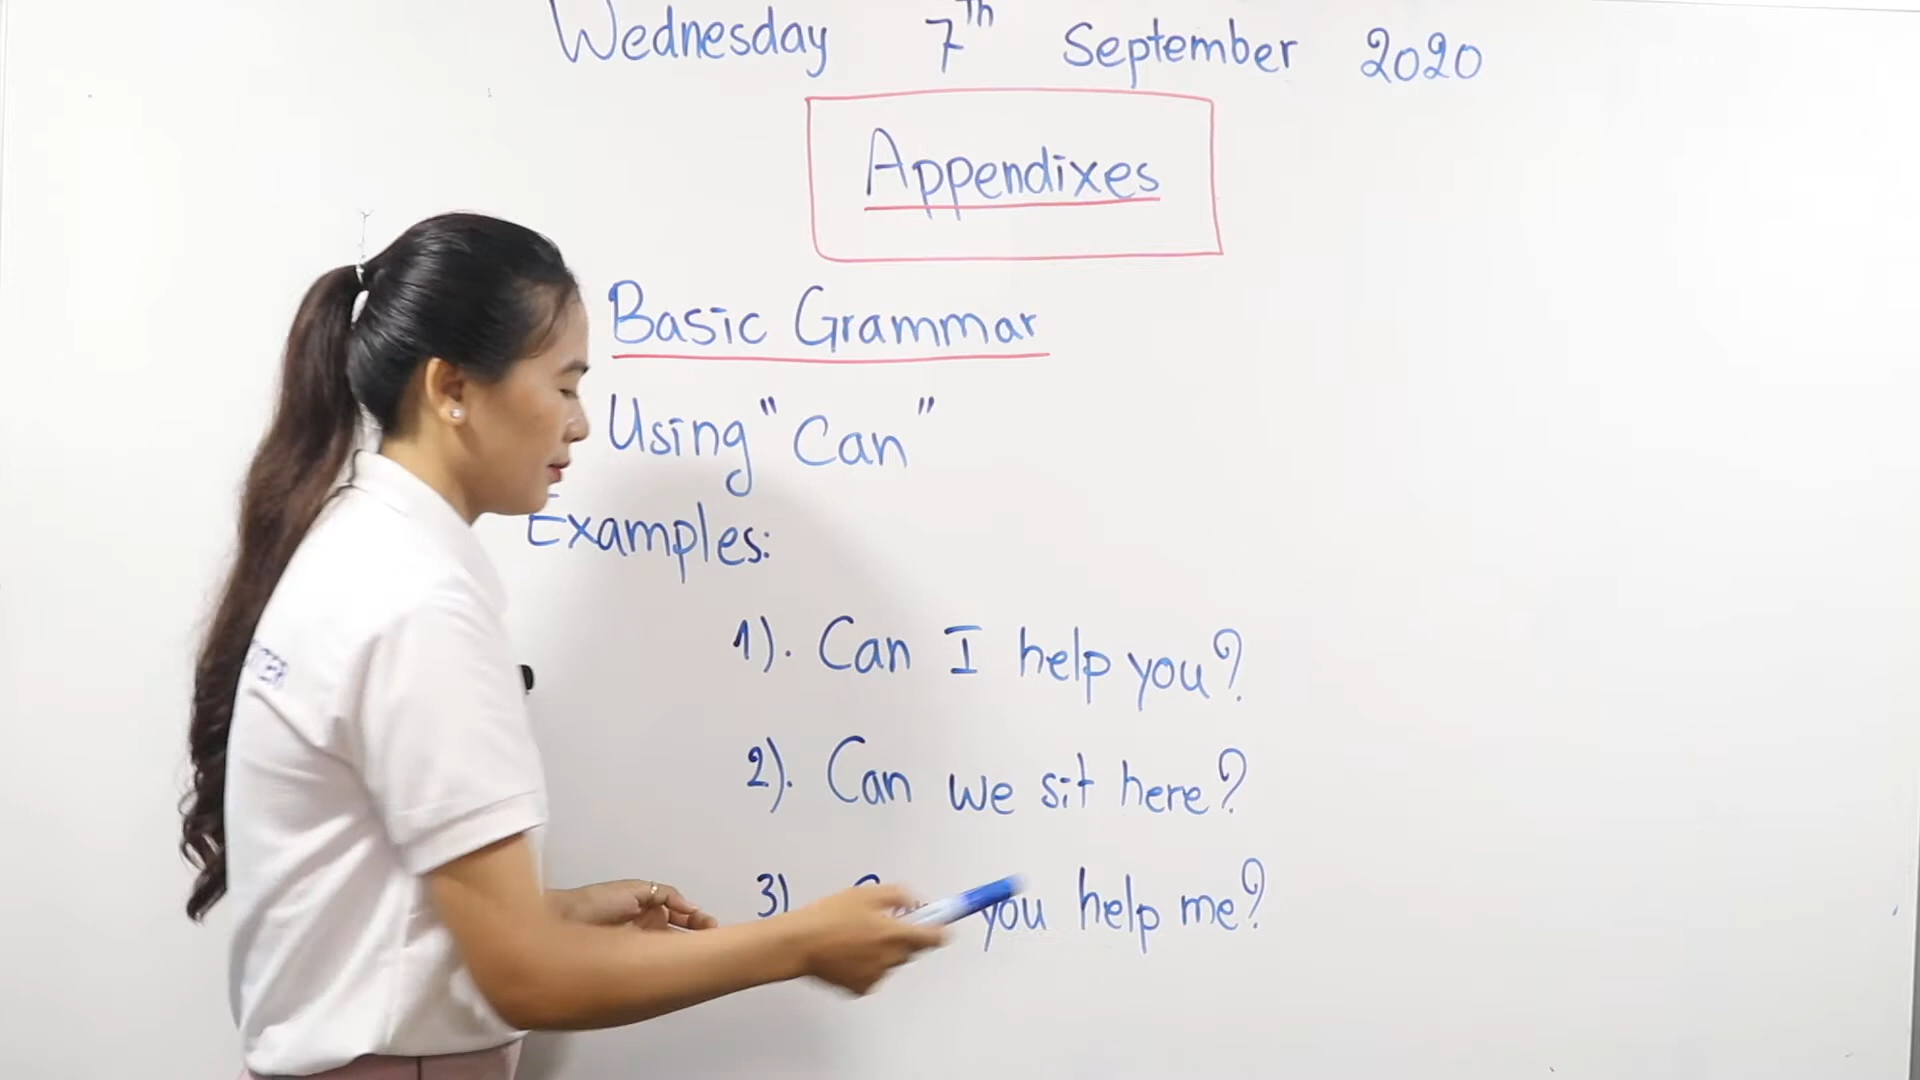 Wednesday 7Th September 2020
Appendixes
Basic Grammar
Using "Can"
Examples:
1). Can I help you?
2). Can we sit here?
3) you help me?